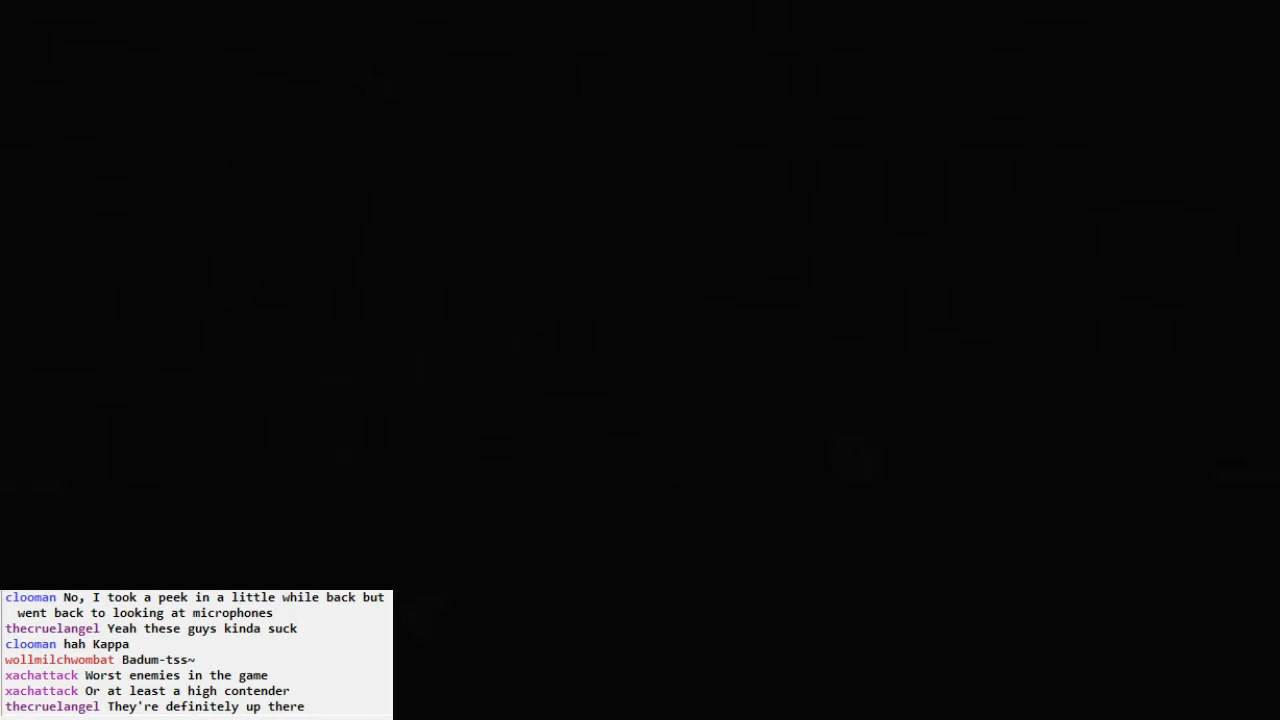 clooman No, I took a peek in a little while back but
went back to looking at microphones
thecruelangel Yeah these guys kinda suck
clooman hah Kappa
wollmilchwombat Badum-tss~
xachattack Worst enemies in the game
xachattack Or at least a high contender
thecruelangel They're definitely up there